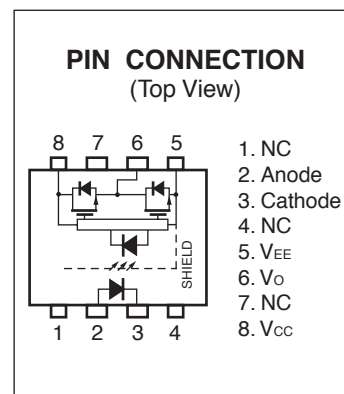 PIN CONNECTION
(Top View)
8 7 6 5
SHIELD
1 2 3 4
1. NC
2. Anode
3. Cathode
4. NC
5. VEE
6. VO
7. NC
8. VCC